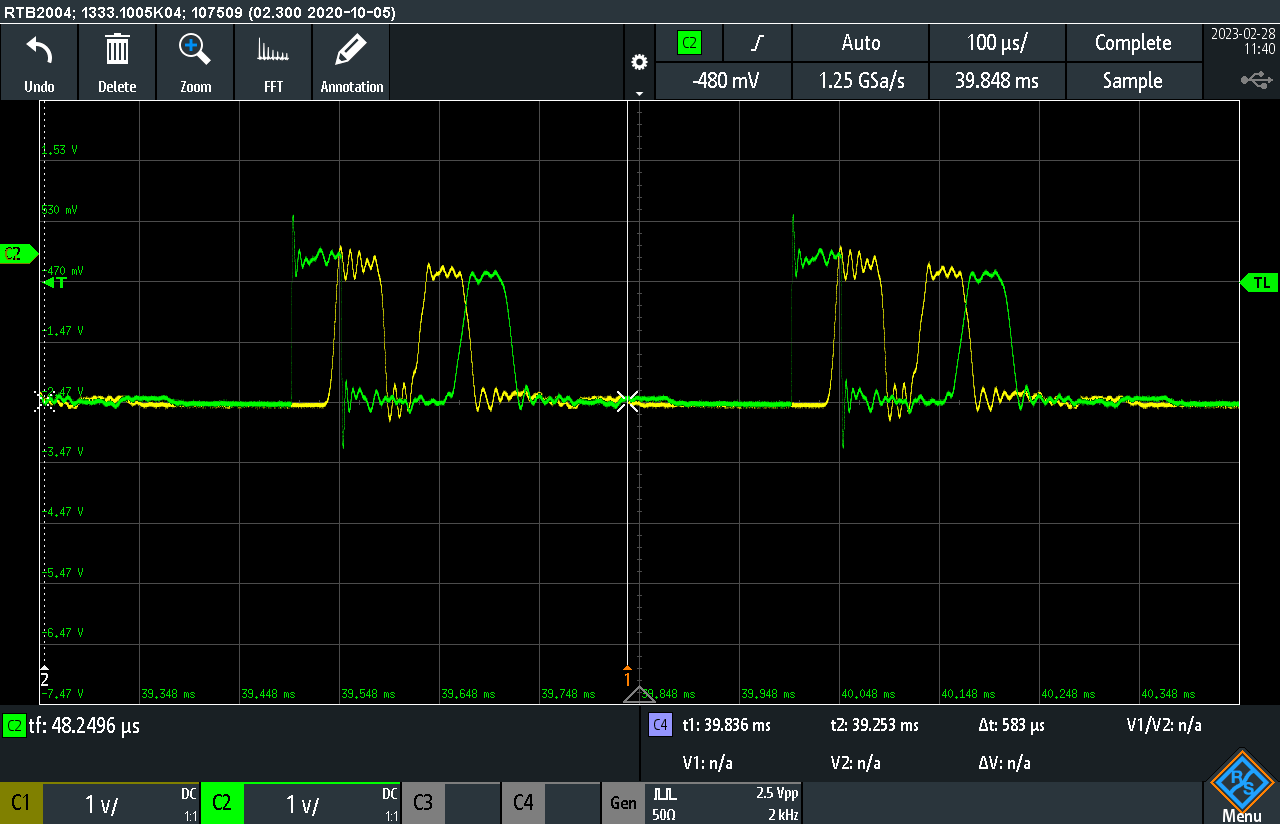 RTB2004; 1333.1005K04; 107509 (02.300 2020-10-05)
Undo Delete Zoom FFT Annotation
C2 Auto 100 µs/ Complete
-480 mV 1.25 GSa/s 39.848 ms Sample
2023-02-28
11:40
1.53 V
530 mV
C2
-470 mV
T
TL
-1.47 V
-2.47 V
-3.47 V
-4.47 V
-5.47 V
-6.47 V
2
1
-7.47 V 39.348 ms 39.448 ms 39.548 ms 39.648 ms 39.748 ms 39.848 ms 39.948 ms 40.048 ms 40.148 ms 40.248 ms 40.348 ms
C2 tf: 48.2496 µs
C4 t1: 39.836 ms t2: 39.253 ms Δt: 583 µs V1/V2: n/a
V1: n/a V2: n/a ΔV: n/a
C1 1 V/ DC 1:1
C2 1 V/ DC 1:1
C3
C4
Gen 2.5 Vpp
50Ω 2 kHz
R&S
Menu